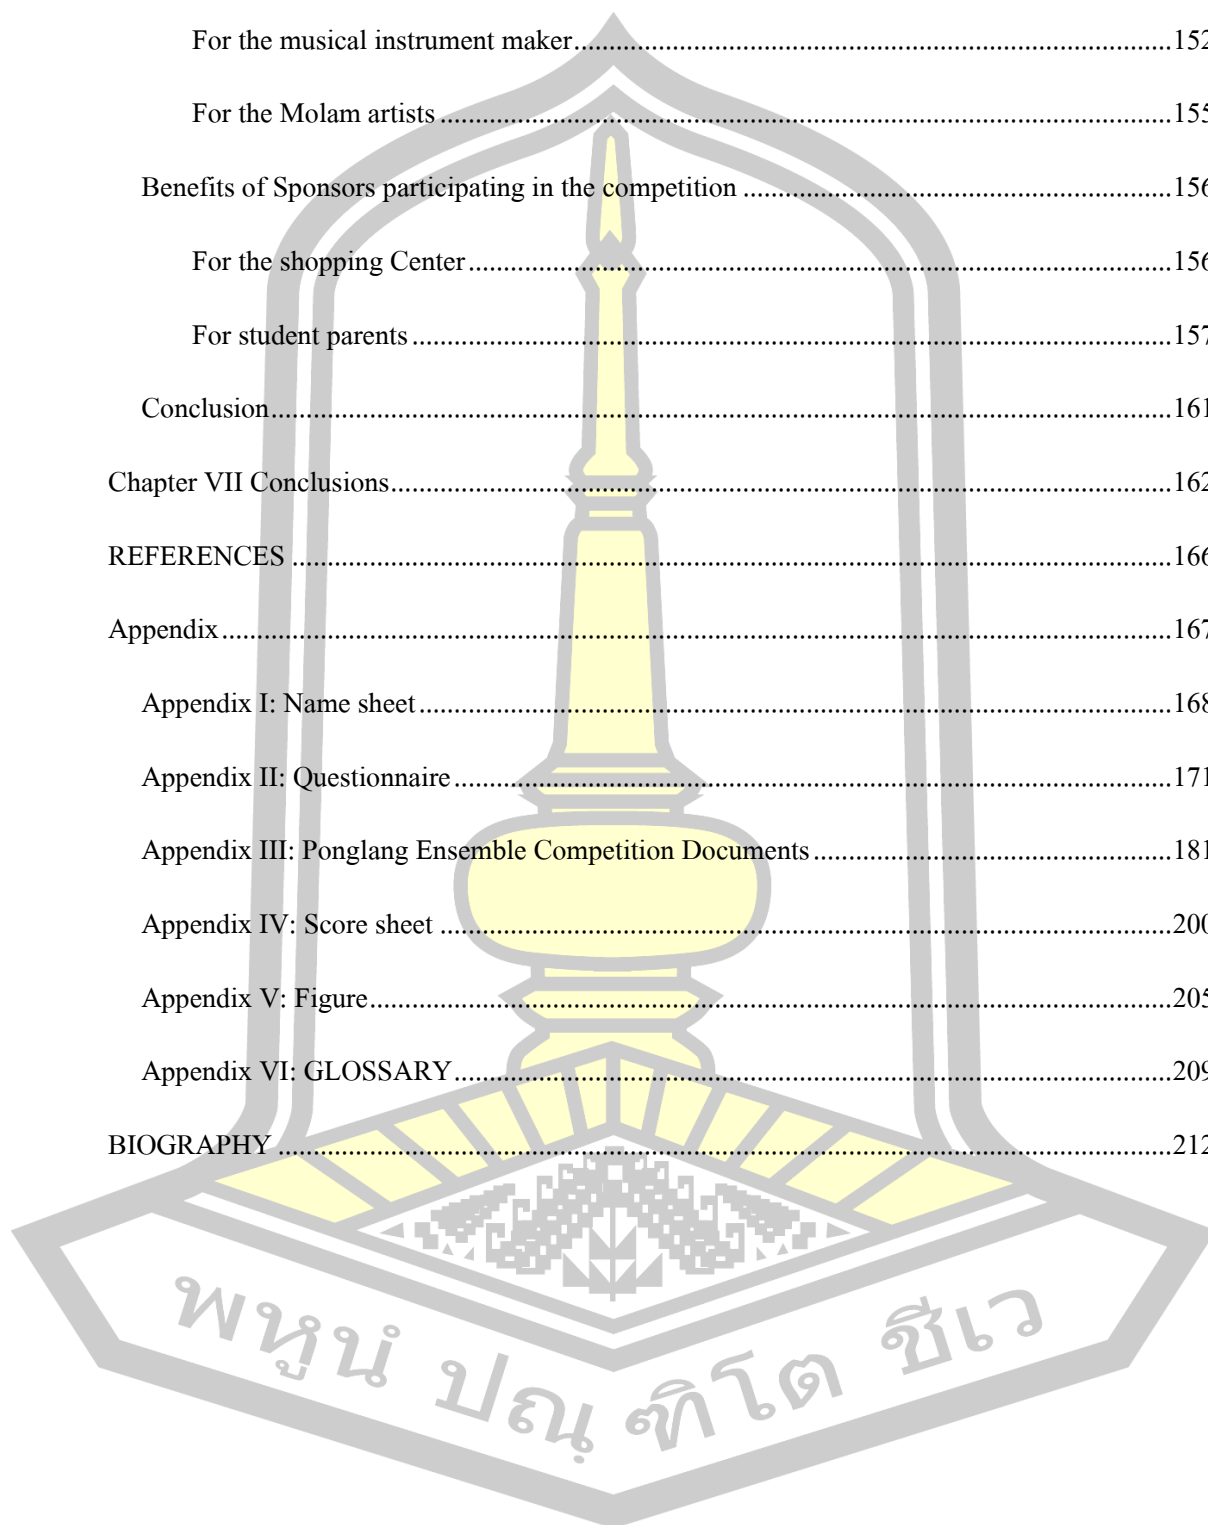 For the musical instrument maker................................................................................152
For the Molam artists................................................................................155
Benefits of Sponsors participating in the competition................................................................................156
For the shopping Center................................................................................156
For student parents................................................................................157
Conclusion................................................................................161
Chapter VII Conclusions................................................................................162
REFERENCES................................................................................166
Appendix................................................................................167
Appendix I: Name sheet................................................................................168
Appendix II: Questionnaire................................................................................171
Appendix III: Ponglang Ensemble Competition Documents................................................................................181
Appendix IV: Score sheet................................................................................200
Appendix V: Figure................................................................................205
Appendix VI: GLOSSARY................................................................................209
BIOGRAPHY................................................................................212
พหูนํ ปณฺฑิโต ชีเว